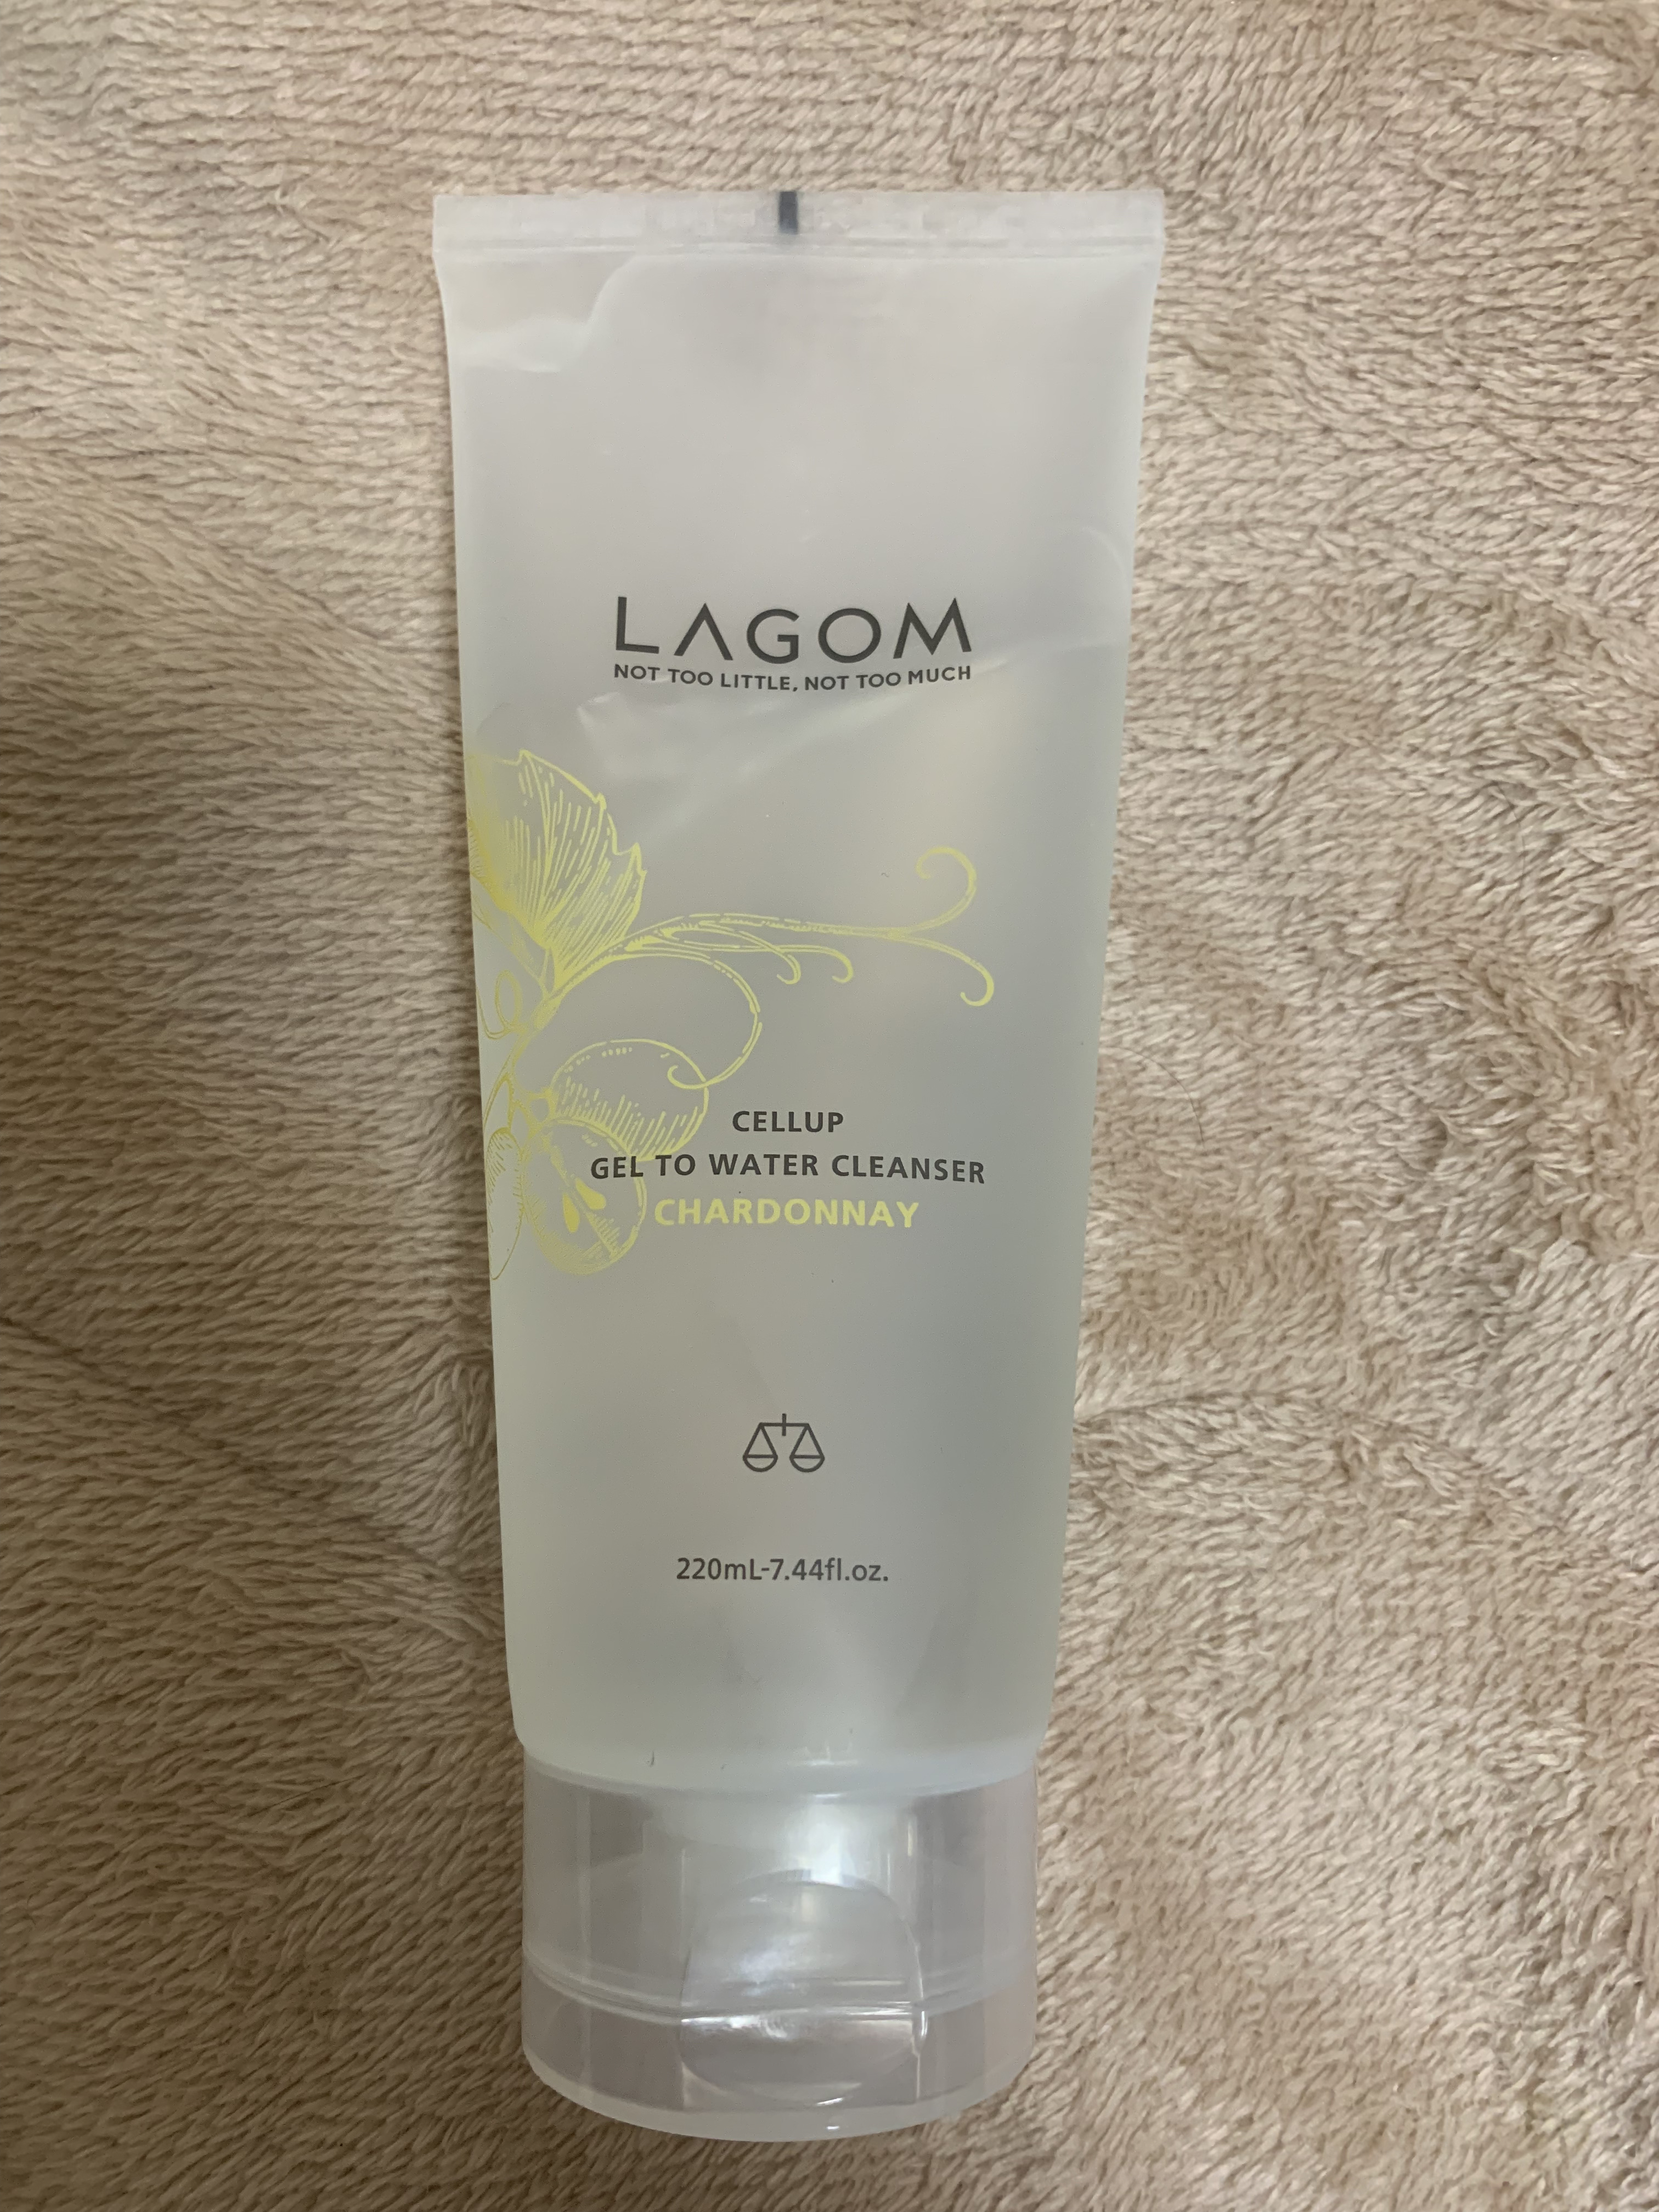 LAGOM
NOT TOO LITTLE, NOT TOO MUCH
CELLUP
GEL TO WATER CLEANSER
CHARDONNAY
220mL-7.44fl.oz.